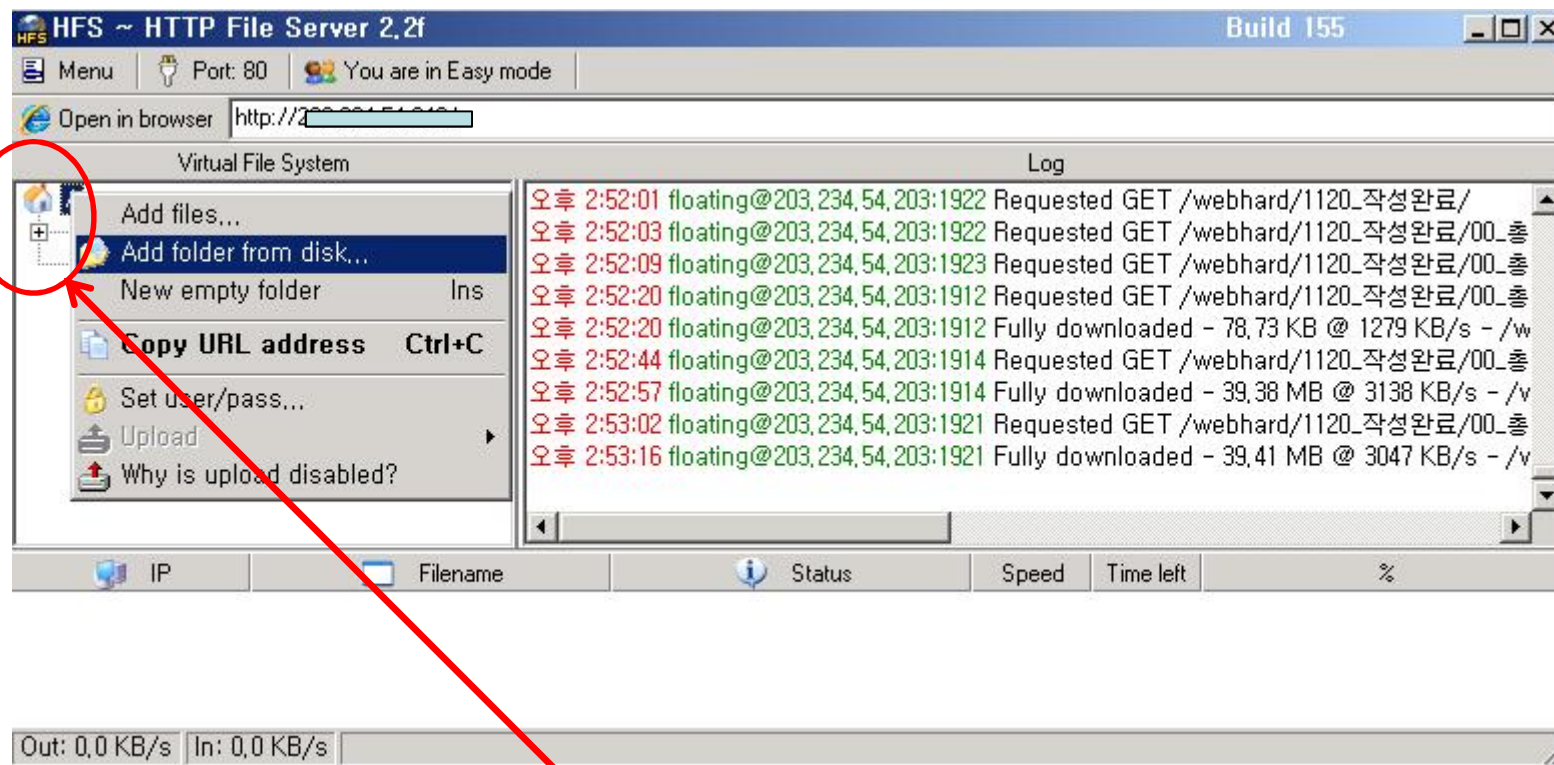 HFS ~ HTTP File Server 2.2f Build 155
Menu Port: 80 You are in Easy mode
Open in browser http://2
Virtual File System Log
Add files...
Add folder from disk...
New empty folder Ins
Copy URL address Ctrl+C
Set user/pass...
Upload
Why is upload disabled?
오후 2:52:01 floating@203.234.54.203:1922 Requested GET /webhard/1120_작성완료/
오후 2:52:03 floating@203.234.54.203:1922 Requested GET /webhard/1120_작성완료/00_총
오후 2:52:09 floating@203.234.54.203:1923 Requested GET /webhard/1120_작성완료/00_총
오후 2:52:20 floating@203.234.54.203:1912 Requested GET /webhard/1120_작성완료/00_총
오후 2:52:20 floating@203.234.54.203:1912 Fully downloaded - 78.73 KB @ 1279 KB/s - /w
오후 2:52:44 floating@203.234.54.203:1914 Requested GET /webhard/1120_작성완료/00_총
오후 2:52:57 floating@203.234.54.203:1914 Fully downloaded - 39.38 MB @ 3138 KB/s - /
오후 2:53:02 floating@203.234.54.203:1921 Requested GET /webhard/1120_작성완료/00_총
오후 2:53:16 floating@203.234.54.203:1921 Fully downloaded - 39.41 MB @ 3047 KB/s - /
IP Filename Status Speed Time left %
Out: 0.0 KB/s In: 0.0 KB/s